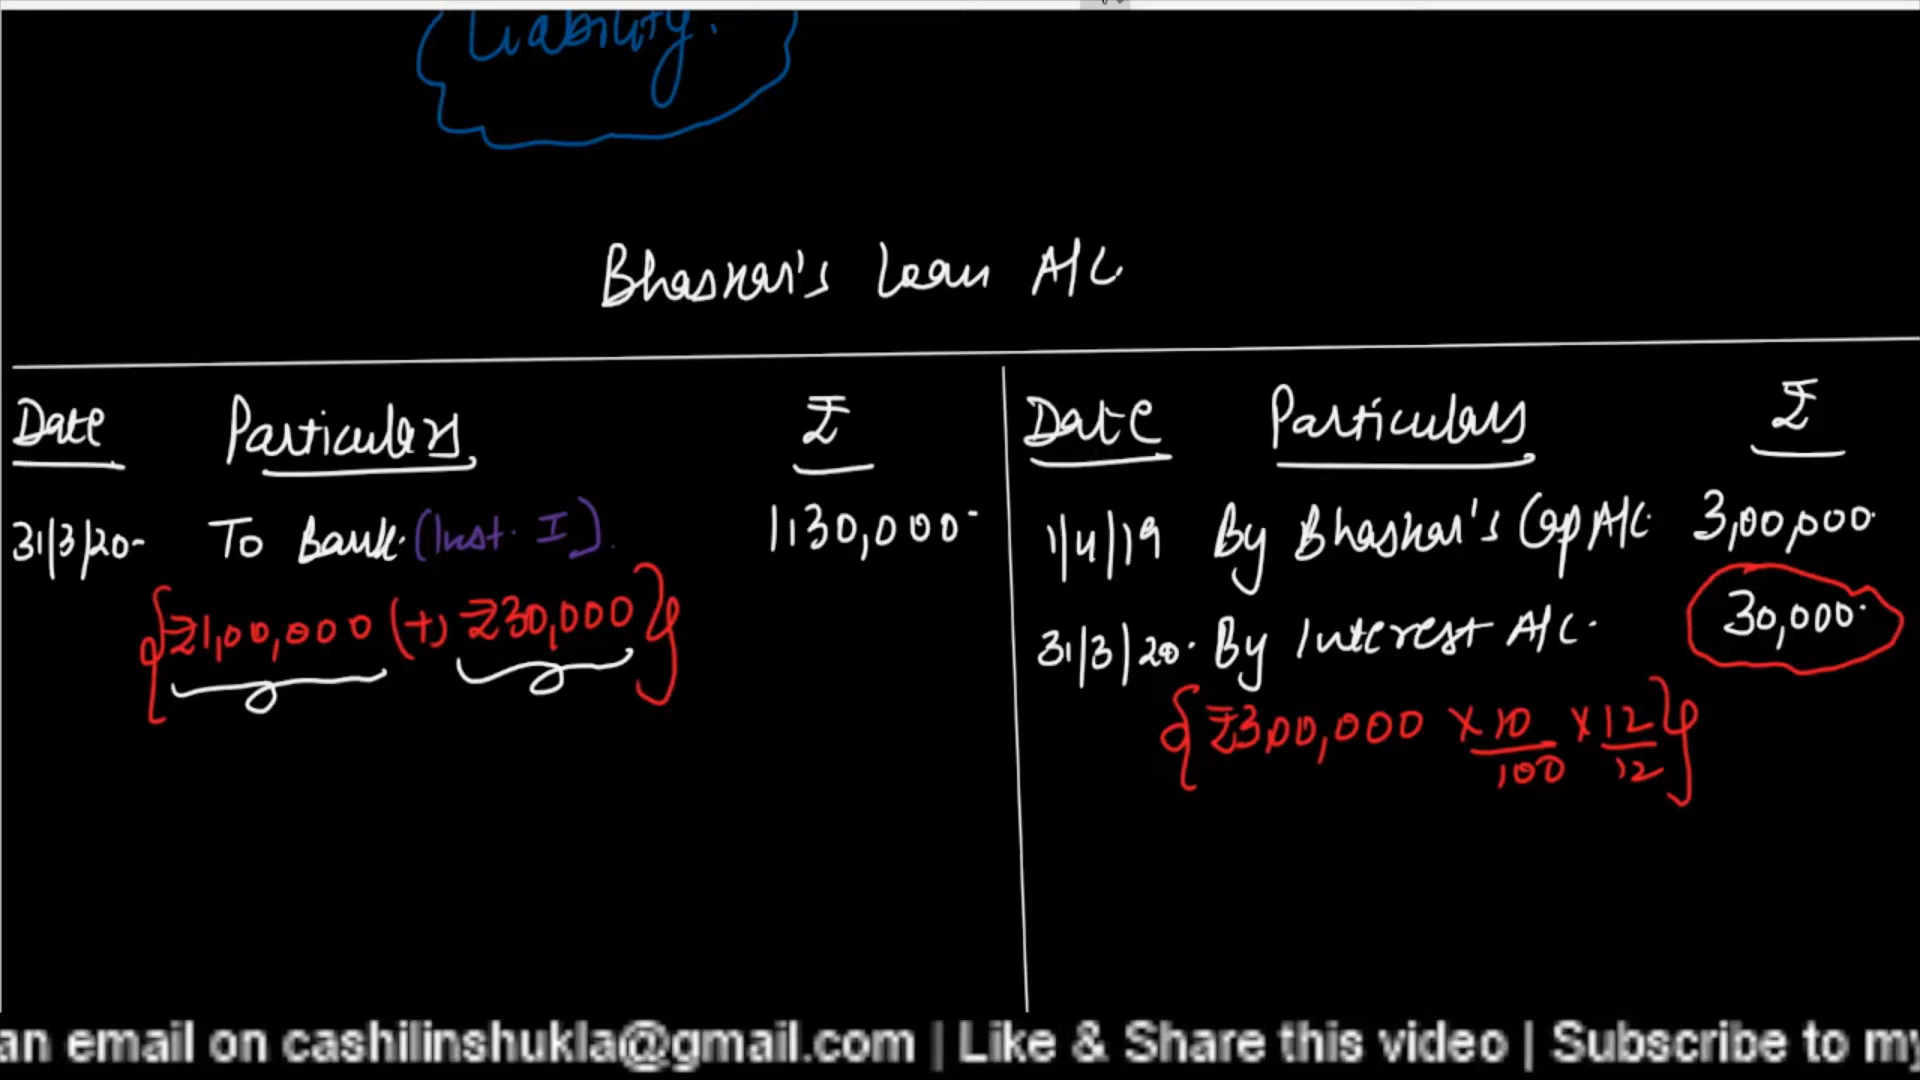 Liability.
Bhaskar's Loan A/C
Date Particulars ₹ Date Particulars ₹
31/3/20- To Bank (Inst. I). 1,30,000- 1/4/19 By Bhaskar's Cap A/C 3,00,000
{₹1,00,000 (+) ₹30,000} 31/3/20. By Interest A/C. 30,000.
{₹3,00,000 × 10/100 × 12/12}
an email on cashilinshukla@gmail.com | Like & Share this video | Subscribe to my